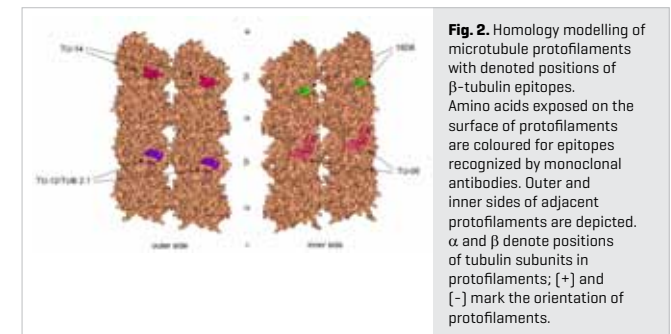 Fig. 2. Homology modelling of
microtubule protofilaments
with denoted positions of
β-tubulin epitopes.
Amino acids exposed on the
surface of protofilaments
are coloured for epitopes
recognized by monoclonal
antibodies. Outer and
inner sides of adjacent
protofilaments are depicted.
α and β denote positions
of tubulin subunits in
protofilaments; (+) and
(-) mark the orientation of
protofilaments.
outer side
inner side